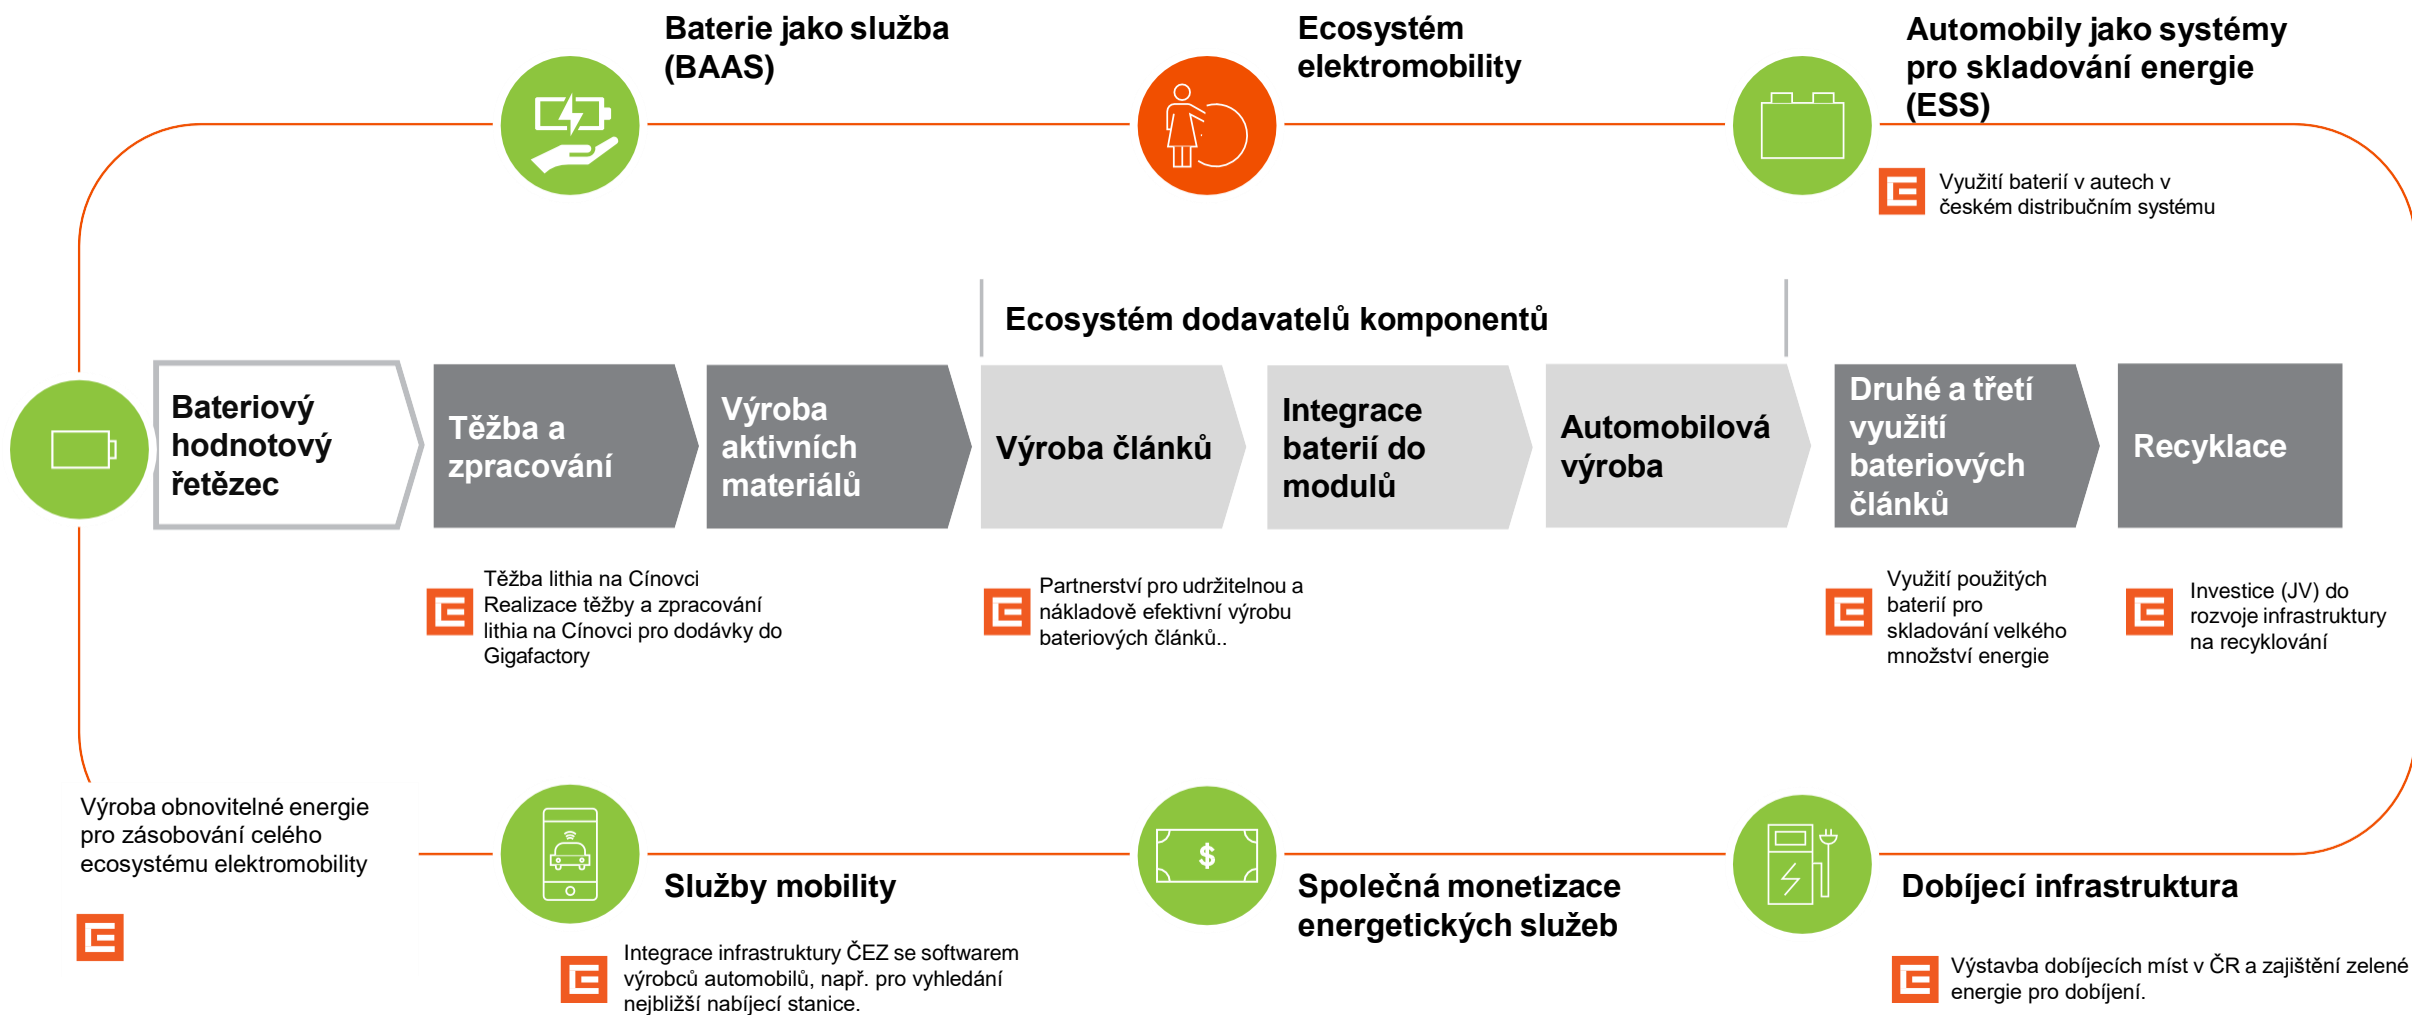 Baterie jako služba
(BAAS)
Ecosystém
elektromobility
Automobily jako systémy
pro skladování energie
(ESS)
Využití baterií v autech v
českém distribučním systému
Ecosystém dodavatelů komponentů
Bateriový
hodnotový
řetězec
Těžba a
zpracování
Výroba
aktivních
materiálů
Výroba článků
Integrace
baterií do
modulů
Automobilová
výroba
Druhé a třetí
využití
bateriových
článků
Recyklace
Těžba lithia na Cínovci
Realizace těžby a zpracování
lithia na Cínovci pro dodávky do
Gigafactory
Partnerství pro udržitelnou a
nákladově efektivní výrobu
bateriových článků..
Využití použitých
baterií pro
skladování velkého
množství energie
Investice (JV) do
rozvoje infrastruktury
na recyklování
Výroba obnovitelné energie
pro zásobování celého
ecosystému elektromobility
Služby mobility
Integrace infrastruktury ČEZ se softwarem
výrobců automobilů, např. pro vyhledání
nejbližší nabíjecí stanice.
$
Společná monetizace
energetických služeb
Dobíjecí infrastruktura
Výstavba dobíjecích míst v ČR a zajištění zelené
energie pro dobíjení.